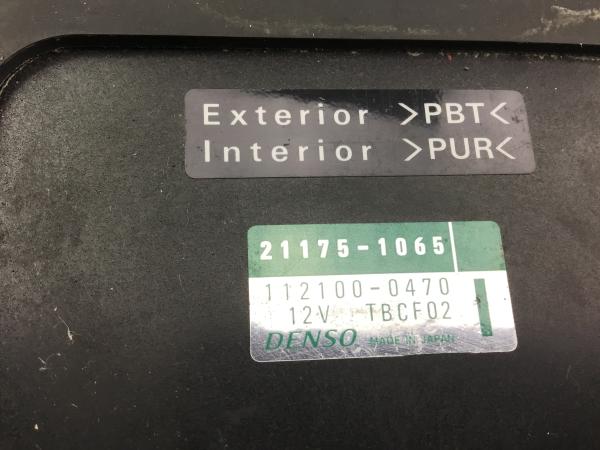 Exterior >PBT<
Interior >PUR<
21175-1065
112100-0470
12V TBCF02
DENSO MADE IN JAPAN